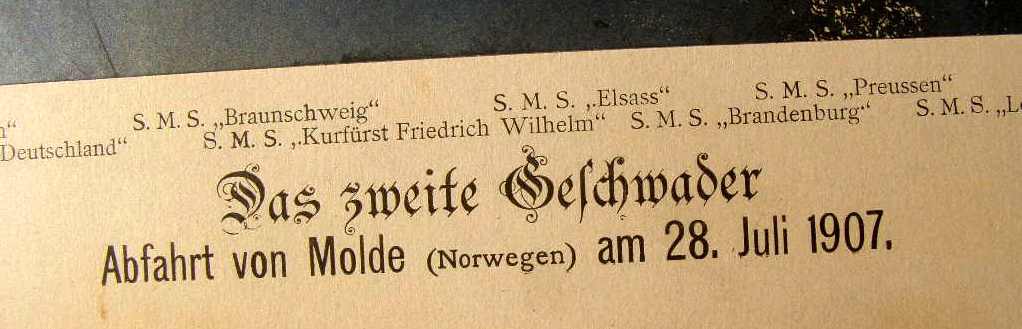 S. M. S. „Braunschweig“ S. M. S. „Elsass“ S. M. S. „Preussen“
Deutschland“ S. M. S. „Kurfürst Friedrich Wilhelm“ S. M. S. „Brandenburg“ S. M. S.
Das zweite Geschwader
Abfahrt von Molde (Norwegen) am 28. Juli 1907.